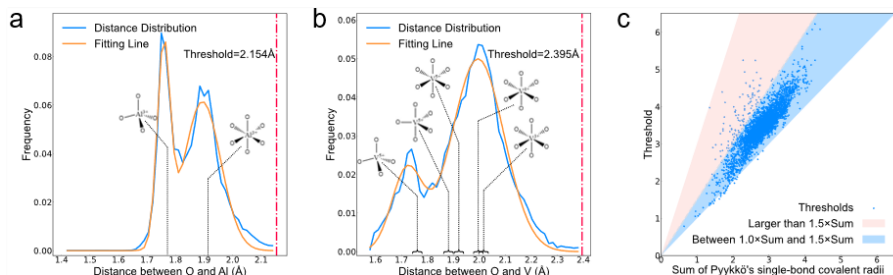 a
Distance Distribution
Fitting Line
Threshold=2.154Å
Frequency
0.08
0.06
0.04
0.02
0.00
1.4 1.5 1.6 1.7 1.8 1.9 2.0 2.1
Distance between O and Al (Å)
b
Distance Distribution
Fitting Line
Threshold=2.395Å
Frequency
0.06
0.05
0.04
0.03
0.02
0.01
0.00
1.6 1.7 1.8 1.9 2.0 2.1 2.2 2.3 2.4
Distance between O and V (Å)
c
Threshold
6
5
4
3
2
1
0
0 1 2 3 4 5 6
Thresholds
Larger than 1.5×Sum
Between 1.0×Sum and 1.5×Sum
Sum of Pyykkö's single-bond covalent radii